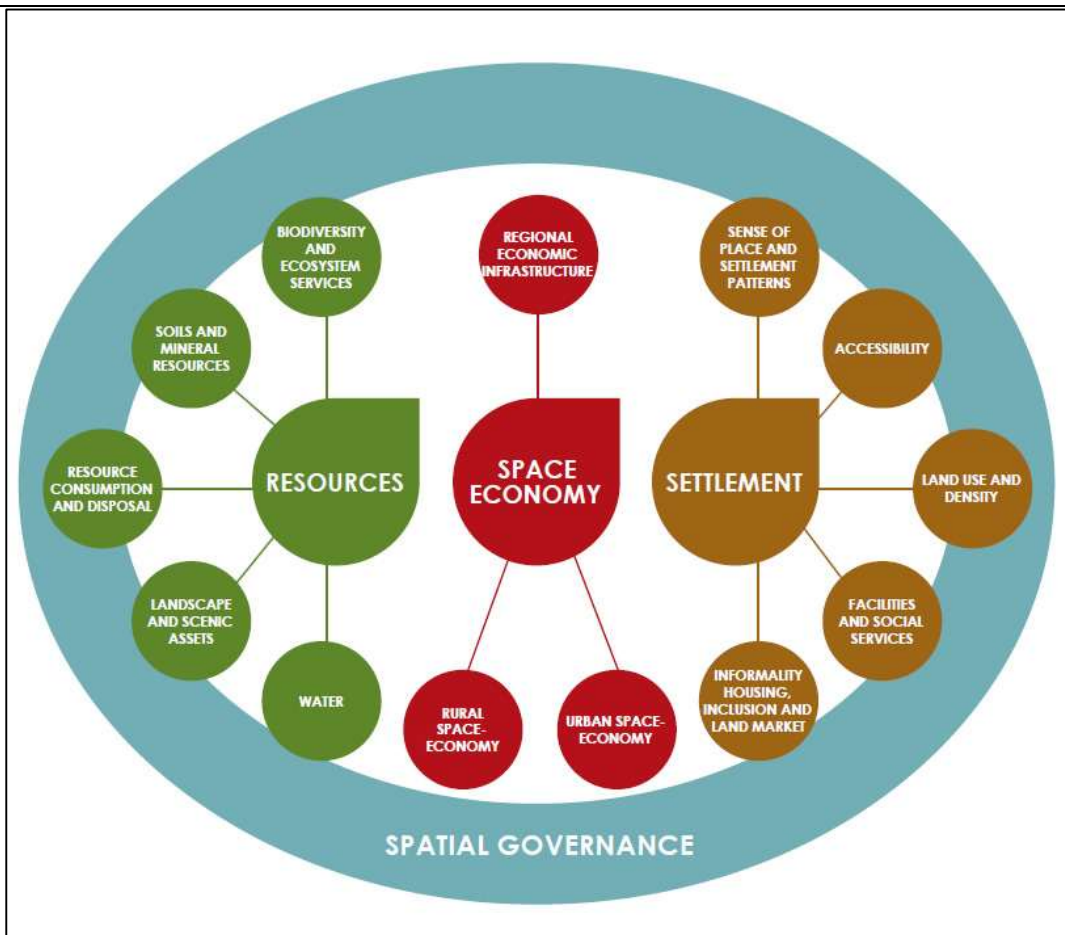 BIODIVERSITY
AND
ECOSYSTEM
SERVICES
SOILS AND
MINERAL
RESOURCES
RESOURCE
CONSUMPTION
AND DISPOSAL
LANDSCAPE
AND SCENIC
ASSETS
WATER
RESOURCES
REGIONAL
ECONOMIC
INFRASTRUCTURE
SPACE
ECONOMY
RURAL
SPACE-
ECONOMY
URBAN SPACE-
ECONOMY
SENSE OF
PLACE AND
SETTLEMENT
PATTERNS
ACCESSIBILITY
SETTLEMENT
LAND USE AND
DENSITY
FACILITIES
AND SOCIAL
SERVICES
INFORMALITY
HOUSING,
INCLUSION AND
LAND MARKET
SPATIAL GOVERNANCE